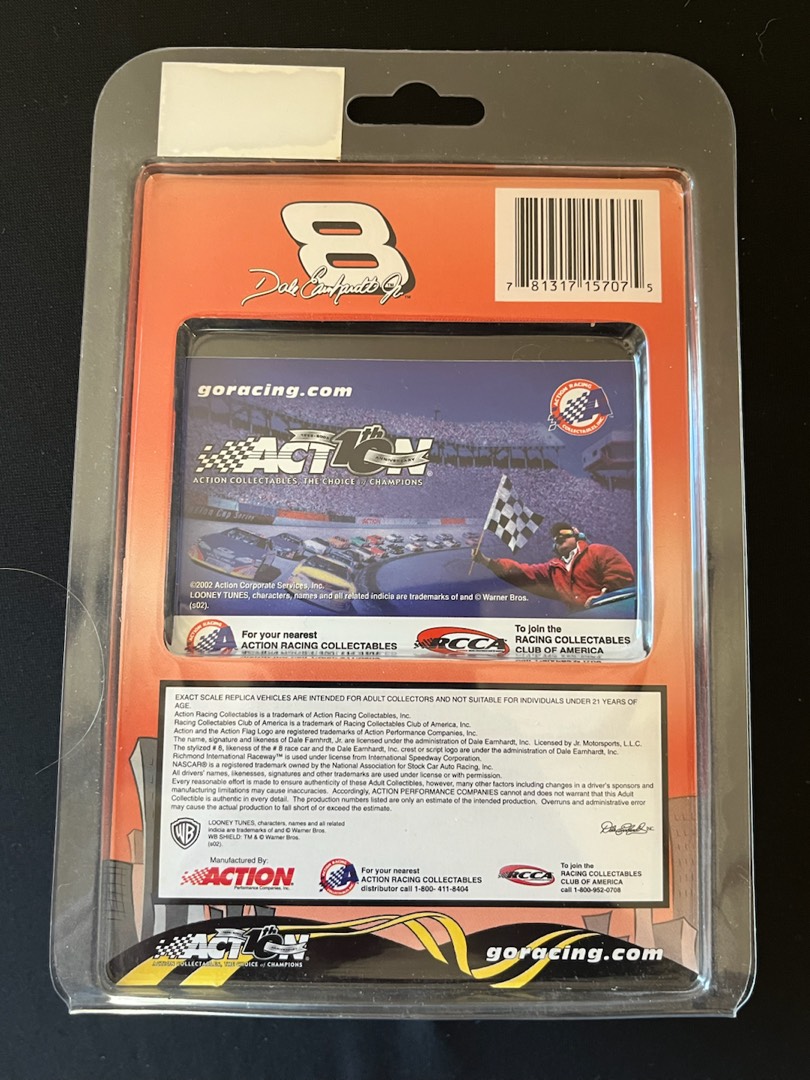 8
Dale Earnhardt Jr.
7 81317 15707 5
goracing.com
ACTION RACING
COLLECTABLES, INC.
ACTION 10th
ANNIVERSARY
ACTION COLLECTABLES, THE CHOICE of CHAMPIONS
Cup Series
ACTION
©2002 Action Corporate Services, Inc.
LOONEY TUNES, characters, names and all related indicia are trademarks of and © Warner Bros.
(s02).
For your nearest
ACTION RACING COLLECTABLES
RCCA
To join the
RACING COLLECTABLES
CLUB OF AMERICA
EXACT SCALE REPLICA VEHICLES ARE INTENDED FOR ADULT COLLECTORS AND NOT SUITABLE FOR INDIVIDUALS UNDER 21 YEARS OF
AGE.
Action Racing Collectables is a trademark of Action Racing Collectables, Inc.
Racing Collectables Club of America is a trademark of Racing Collectables Club of America, Inc.
Action and the Action Flag Logo are registered trademarks of Action Performance Companies, Inc.
The name, signature and likeness of Dale Earnhrdt, Jr. are licensed under the administration of Dale Earnhardt, Inc. Licensed by Jr. Motorsports, L.L.C.
The stylized # 8, likeness of the # 8 race car and the Dale Earnhardt, Inc. crest or script logo are under the administration of Dale Earnhardt, Inc.
Richmond International Raceway™ is used under license from International Speedway Corporation.
NASCAR® is a registered trademark owned by the National Association for Stock Car Auto Racing, Inc.
All drivers' names, likenesses, signatures and other trademarks are used under license or with permission.
Every reasonable effort is made to ensure authenticity of these Adult Collectibles, however, many other factors including changes in a driver's sponsors and
manufacturing limitations may cause inaccuracies. Accordingly, ACTION PERFORMANCE COMPANIES cannot and does not warrant that this Adult
Collectible is authentic in every detail. The production numbers listed are only an estimate of the intended production. Overruns and administrative error
may cause the actual production to fall short of or exceed the estimate.
WB
LOONEY TUNES, characters, names and all related
indicia are trademarks of and © Warner Bros.
WB SHIELD: TM & © Warner Bros.
(s02).
Manufactured By:
ACTION
Performance Companies, Inc.
For your nearest
ACTION RACING COLLECTABLES
distributor call 1-800- 411-8404
RCCA
To join the
RACING COLLECTABLES
CLUB OF AMERICA
call 1-800-952-0708
ACTION 10th
ACTION COLLECTABLES, THE CHOICE of CHAMPIONS
goracing.com